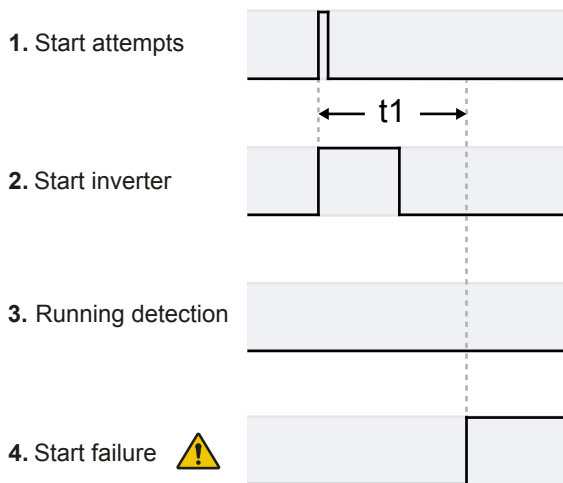 1. Start attempts
t1
2. Start inverter
3. Running detection
4. Start failure